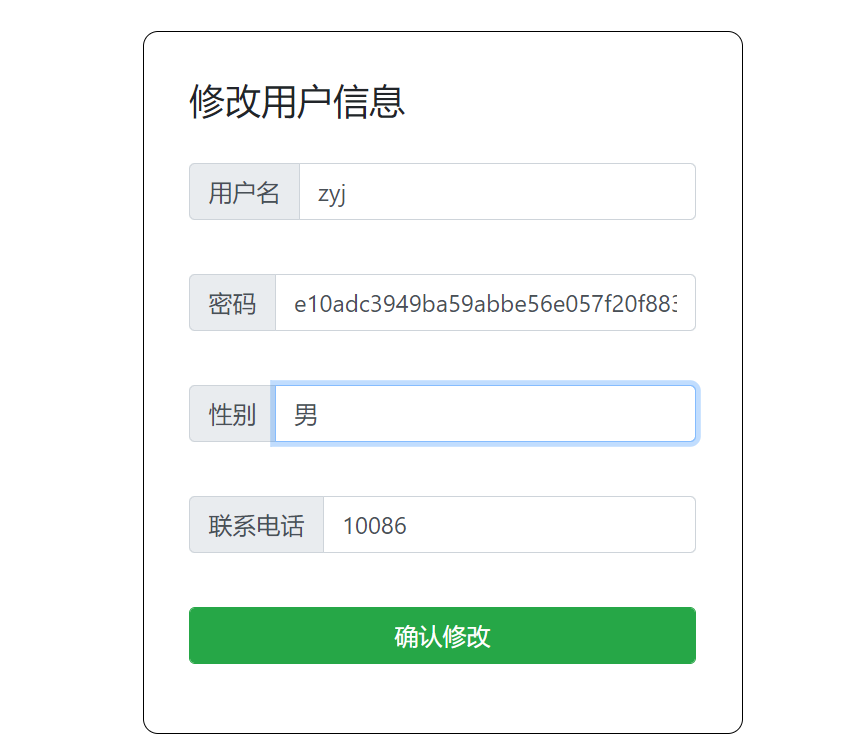 修改用户信息
用户名 zyj
密码 e10adc3949ba59abbe56e057f20f883
性别 男
联系电话 10086
确认修改